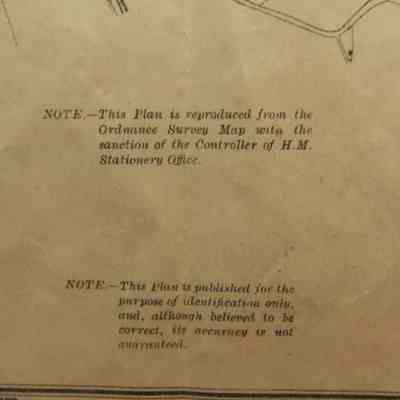 NOTE.—This Plan is reproduced from the
Ordnance Survey Map with the
sanction of the Controller of H.M.
Stationery Office.
NOTE.—This Plan is published for the
purpose of identification only,
and, although believed to be
correct, its accuracy is not
guaranteed.